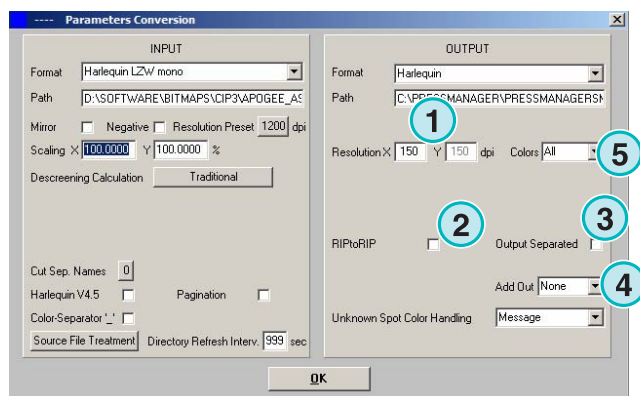 ---- Parameters Conversion
INPUT
Format Harlequin LZW mono
Path D:\SOFTWARE\BITMAPS\CIP3\APOGEE_AS
Mirror Negative Resolution Preset 1200 dpi
Scaling X 100.0000 Y 100.0000 %
Descreening Calculation Traditional
Cut Sep. Names 0
Harlequin V4.5 Pagination
Color-Separator '_'
Source File Treatment Directory Refresh Interv. 999 sec
OUTPUT
Format Harlequin
Path C:\PRESSMANAGER\PRESSMANAGERSM
1
Resolution X 150 Y 150 dpi Colors All 5
2 3
RIPtoRIP Output Separated
Add Out None 4
Unknown Spot Color Handling Message
OK